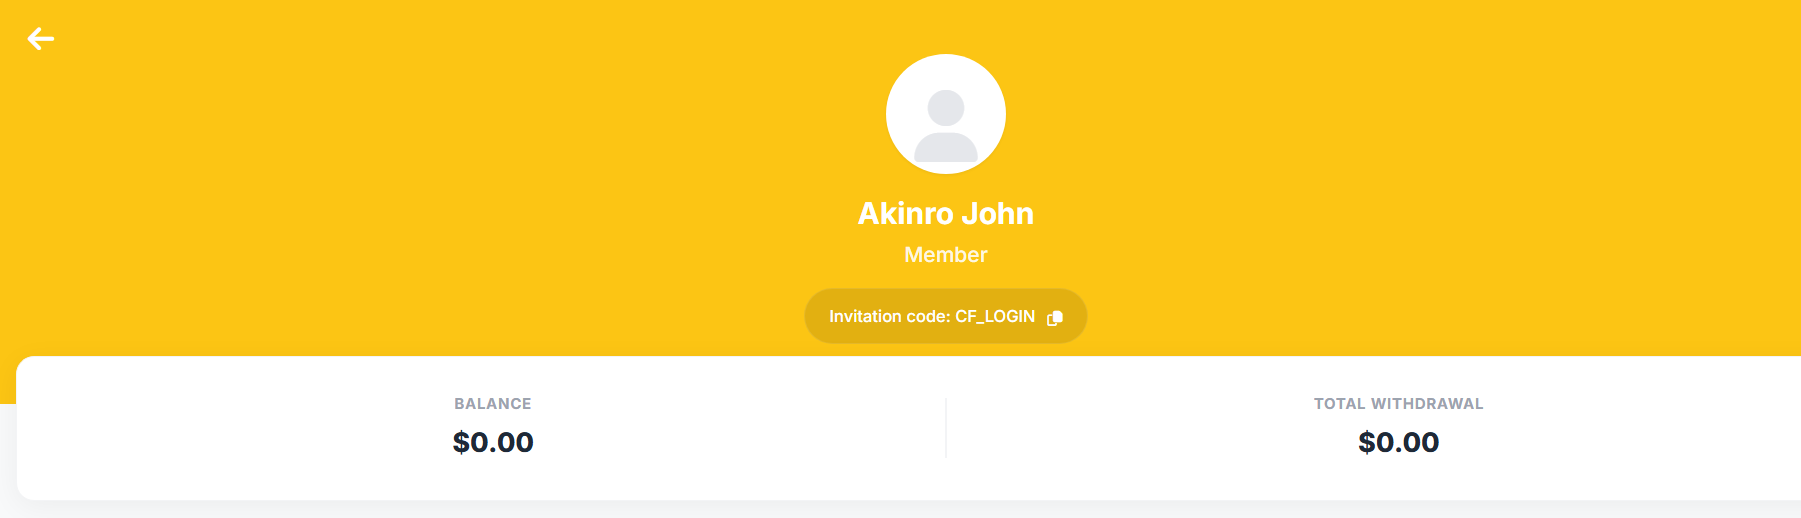 Akinro John
Member
Invitation code: CF_LOGIN
BALANCE
$0.00
TOTAL WITHDRAWAL
$0.00